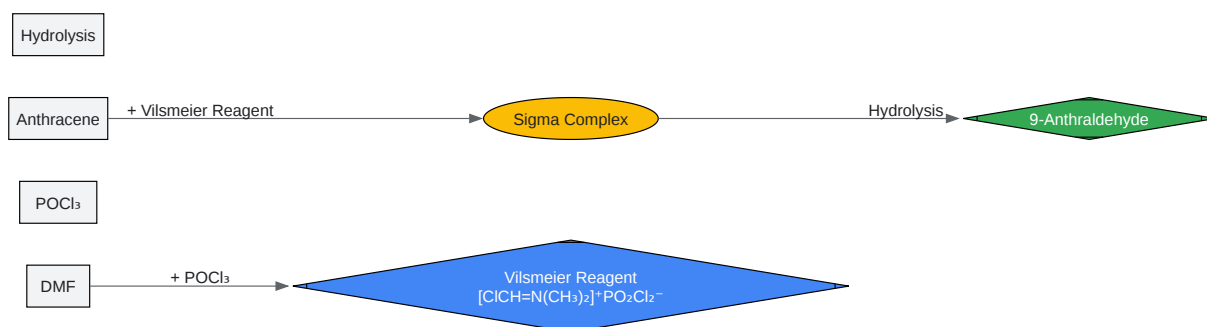 Hydrolysis
Anthracene
+ Vilsmeier Reagent
Sigma Complex
Hydrolysis
9-Anthraldehyde
POCl₃
DMF
+ POCl₃
Vilsmeier Reagent
[ClCH=N(CH₃)₂]⁺PO₂Cl₂⁻